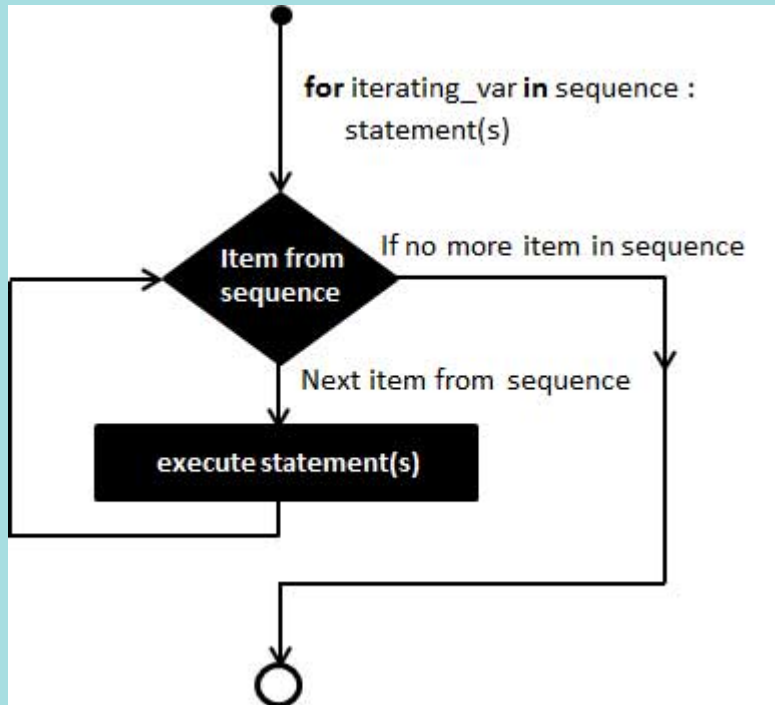 for iterating_var in sequence :
statement(s)
If no more item in sequence
Item from
sequence
Next item from sequence
execute statement(s)